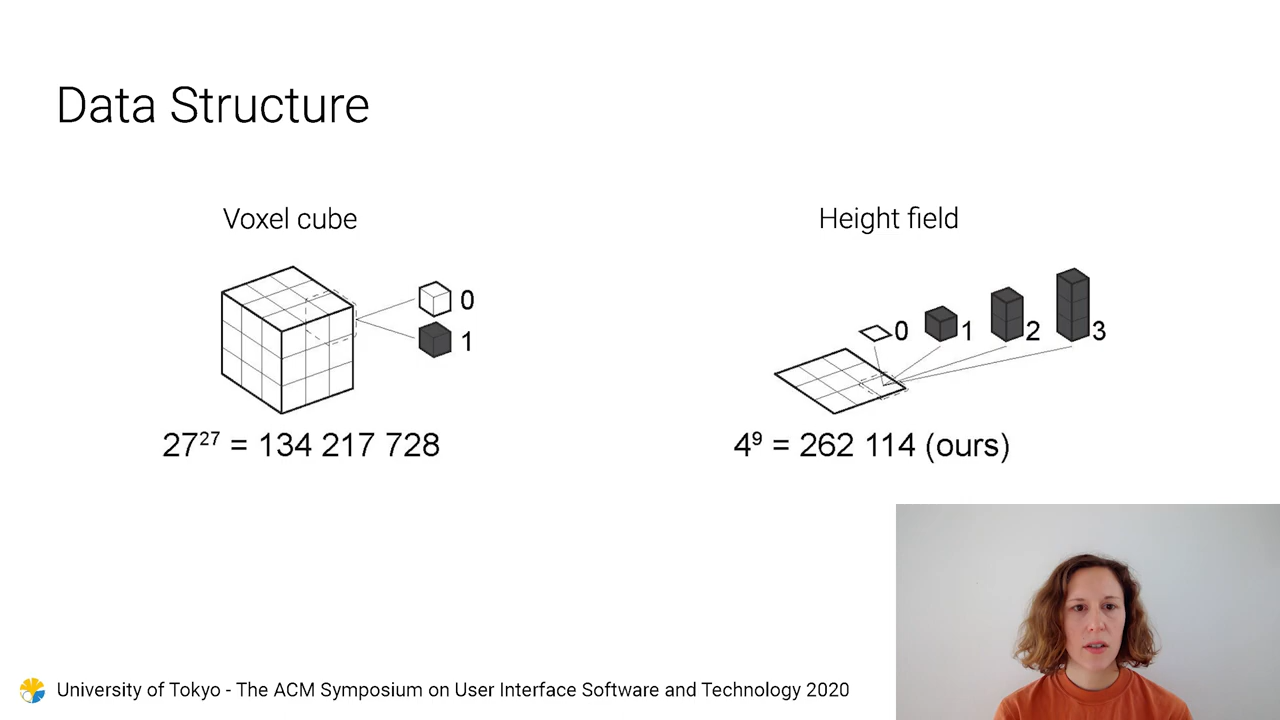 Data Structure
Voxel cube
Height field
0
1
0
1
2
3
27²⁷ = 134 217 728
4⁹ = 262 114 (ours)
University of Tokyo - The ACM Symposium on User Interface Software and Technology 2020